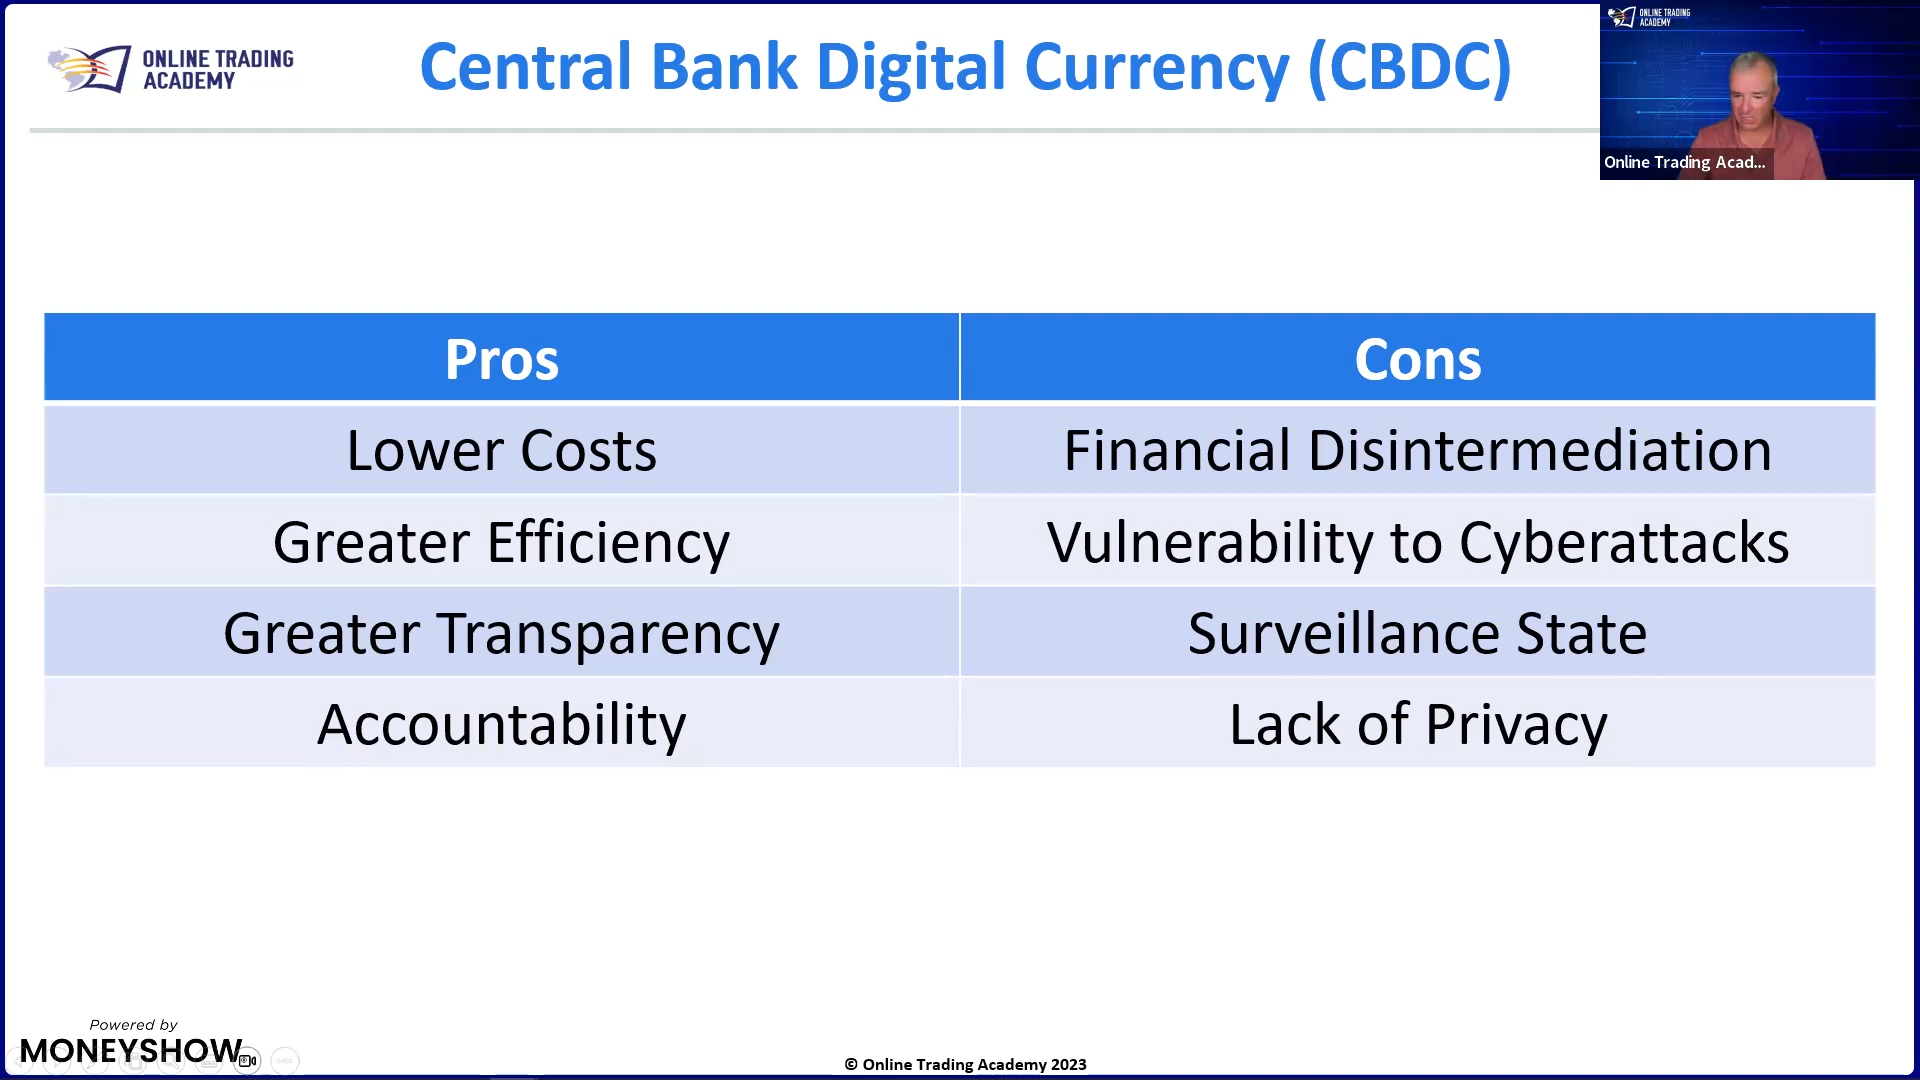 ONLINE TRADING
ACADEMY
Central Bank Digital Currency (CBDC)
ONLINE TRADING
ACADEMY
Online Trading Acad...
Pros
Cons
Lower Costs
Financial Disintermediation
Greater Efficiency
Vulnerability to Cyberattacks
Greater Transparency
Surveillance State
Accountability
Lack of Privacy
Powered by
MONEYSHOW
© Online Trading Academy 2023